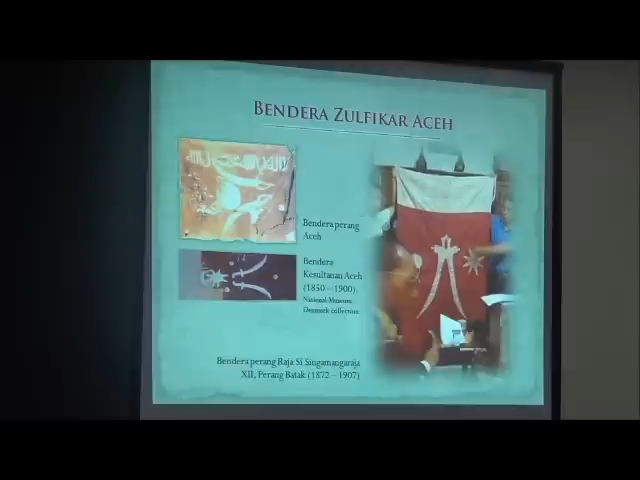 BENDERA ZULFIKAR ACEH
Bendera perang
Aceh
Bendera
Kesultanan Aceh
(1850 – 1900).
National Museum
Denmark collection
Bendera perang Raja Si Singamangaraja
XII, Perang Batak (1872 – 1907)